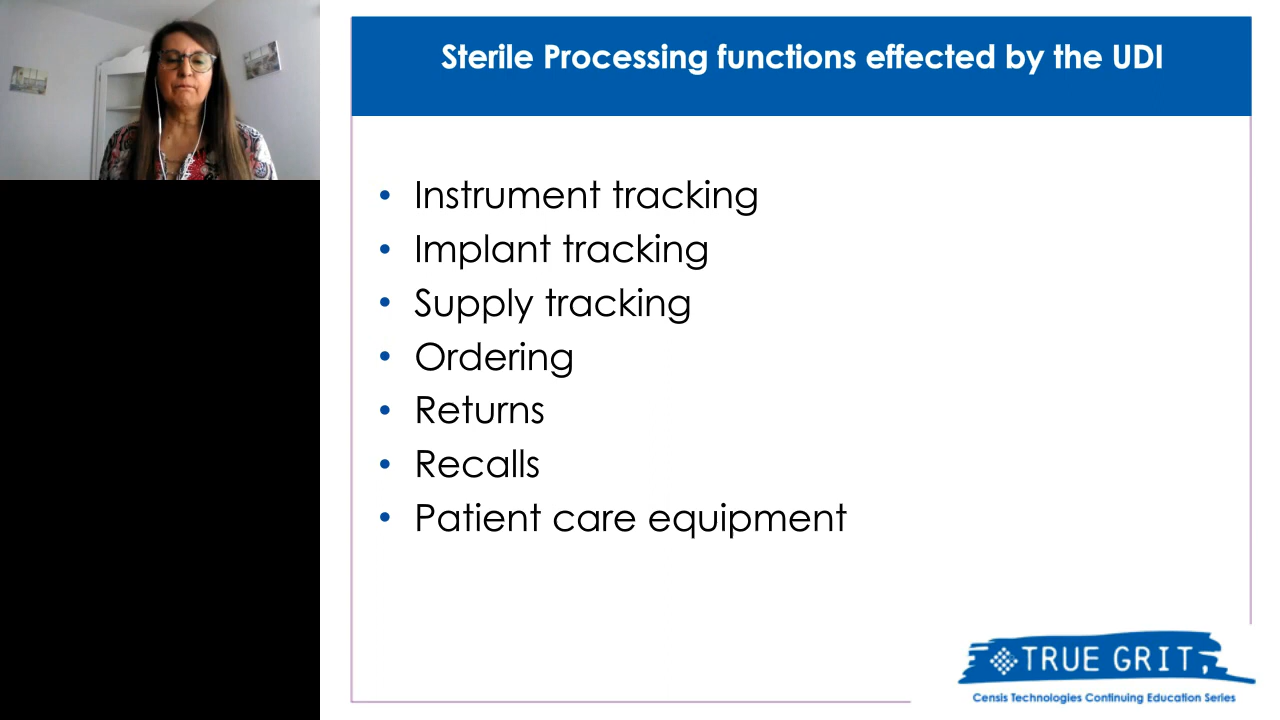 Sterile Processing functions effected by the UDI
• Instrument tracking
• Implant tracking
• Supply tracking
• Ordering
• Returns
• Recalls
• Patient care equipment
TRUE GRIT
Censis Technologies Continuing Education Series